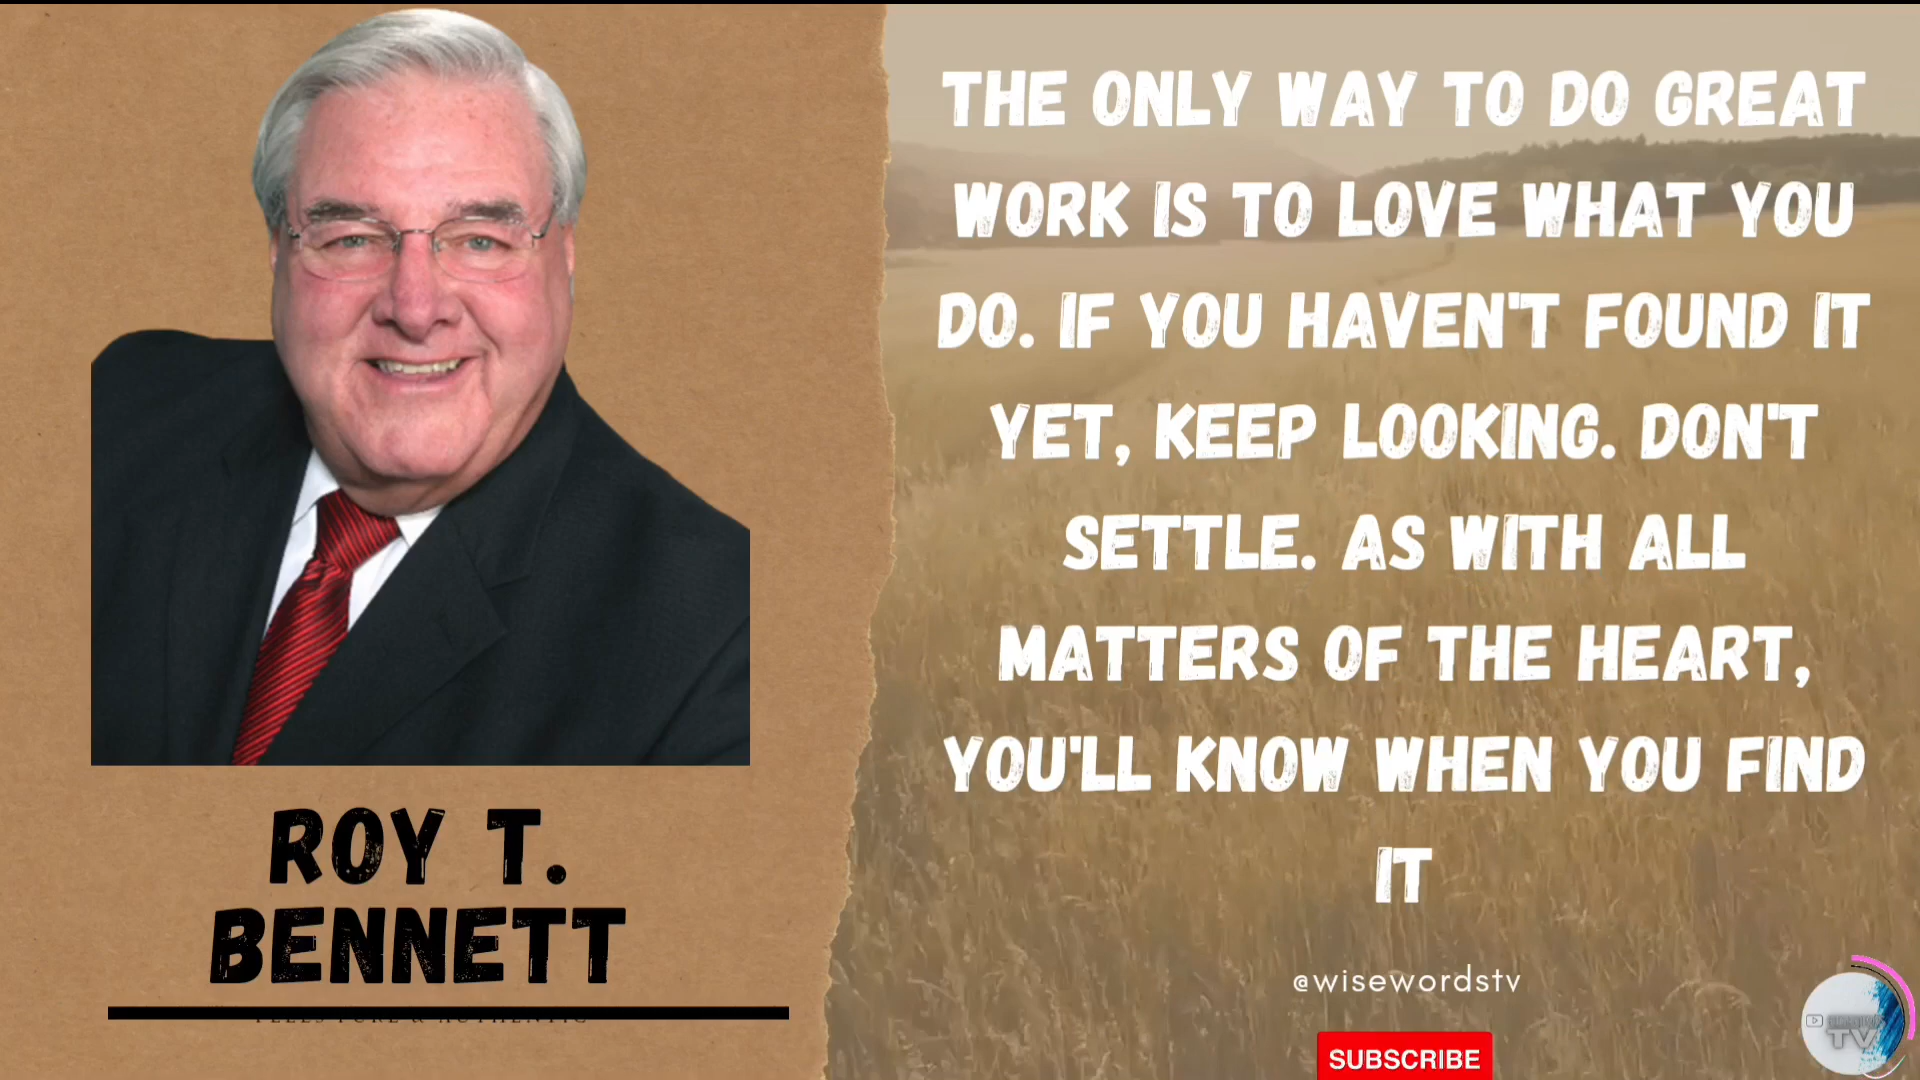 THE ONLY WAY TO DO GREAT
WORK IS TO LOVE WHAT YOU
DO. IF YOU HAVEN'T FOUND IT
YET, KEEP LOOKING. DON'T
SETTLE. AS WITH ALL
MATTERS OF THE HEART,
YOU'LL KNOW WHEN YOU FIND
IT
ROY T.
BENNETT
@wisewordstv
SUBSCRIBE
TV